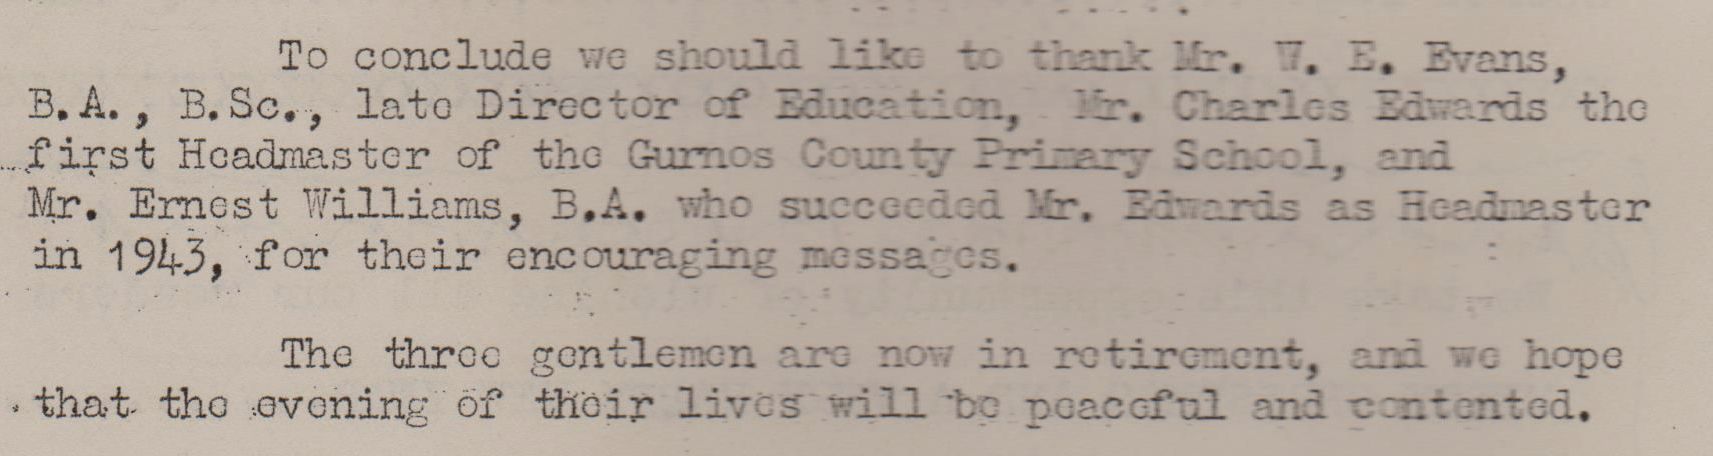 To conclude we should like to thank Mr. W. E. Evans,
B.A., B.Sc., late Director of Education, Mr. Charles Edwards the
first Headmaster of the Gurnos County Primary School, and
Mr. Ernest Williams, B.A. who succeeded Mr. Edwards as Headmaster
in 1943, for their encouraging messages.
The three gentlemen are now in retirement, and we hope
that the evening of their lives will be peaceful and contented.